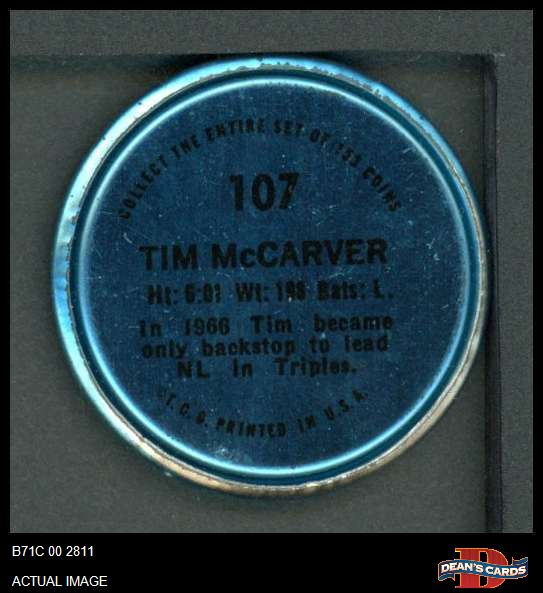 COLLECT THE ENTIRE SET OF 153 COINS
107
TIM McCARVER
Ht: 6:01 Wt: 198 Bats: L.
In 1966 Tim became
only backstop to lead
NL in Triples.
T. C. G. PRINTED IN U.S.A.
B71C 00 2811
ACTUAL IMAGE
D
DEAN'S CARDS